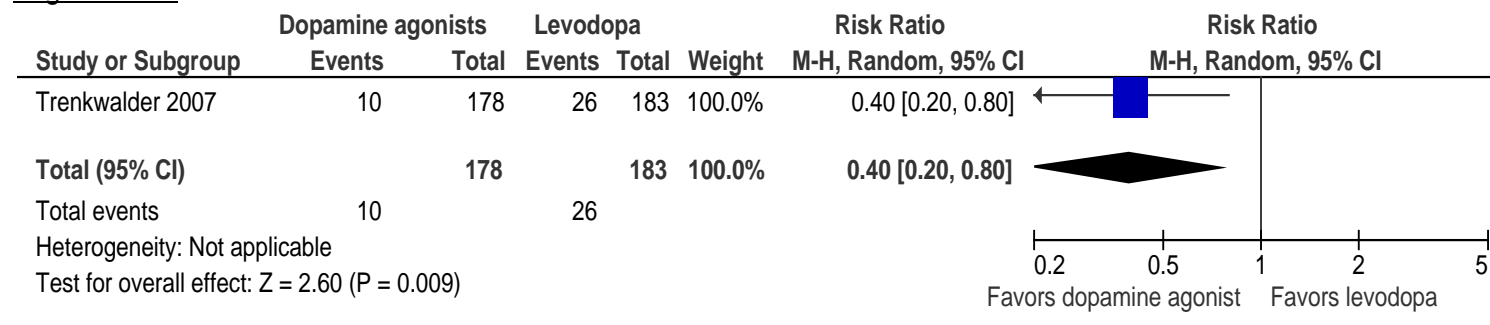 Dopamine agonists Levodopa Risk Ratio Risk Ratio
Study or Subgroup Events Total Events Total Weight M-H, Random, 95% CI M-H, Random, 95% CI
Trenkwalder 2007 10 178 26 183 100.0% 0.40 [0.20, 0.80]
Total (95% CI) 178 183 100.0% 0.40 [0.20, 0.80]
Total events 10 26
Heterogeneity: Not applicable
Test for overall effect: Z = 2.60 (P = 0.009)
0.2 0.5 1 2 5
Favors dopamine agonist Favors levodopa